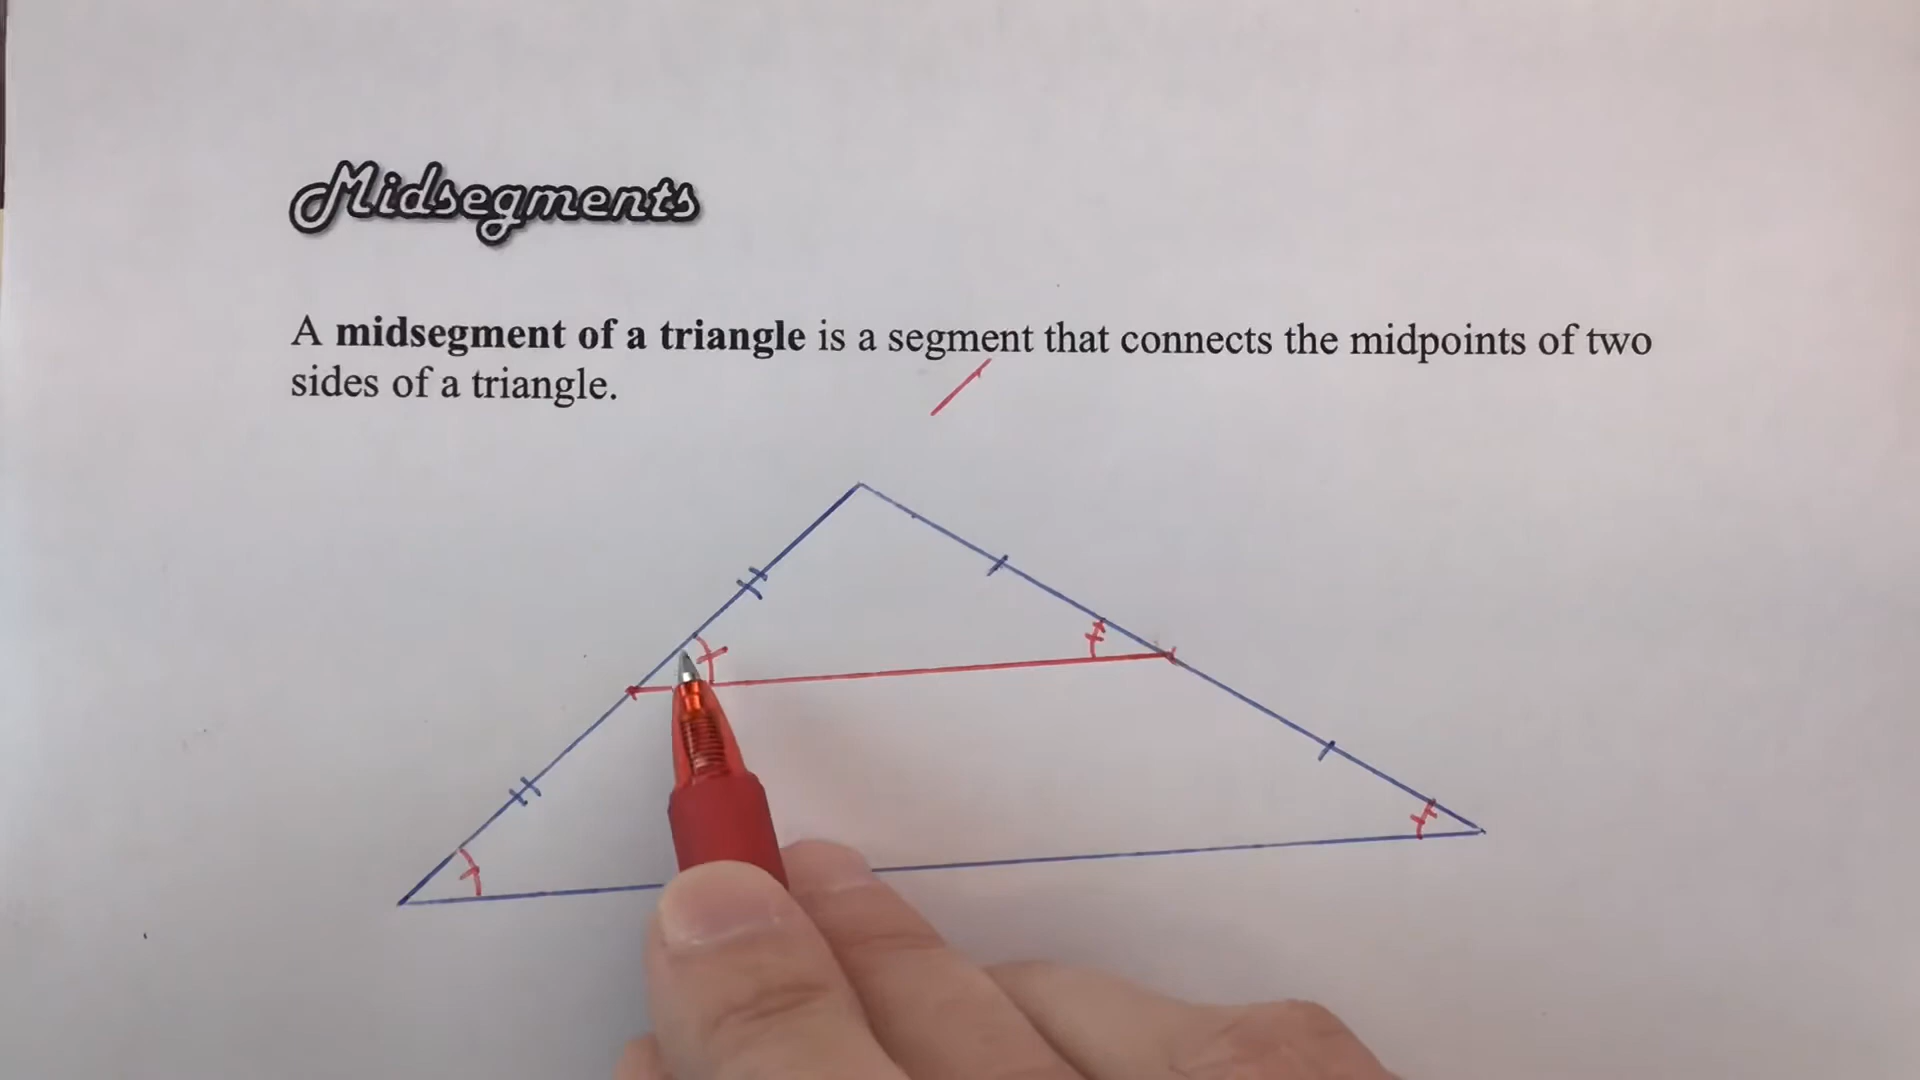 Midsegments
A midsegment of a triangle is a segment that connects the midpoints of two
sides of a triangle.